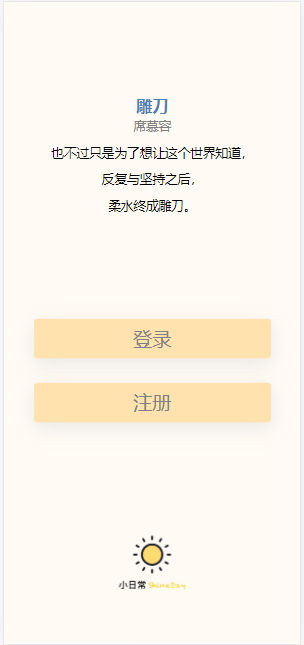 雕刀
席慕容
也不过只是为了想让这个世界知道，
反复与坚持之后，
柔水终成雕刀。
登录
注册
小日常 ShineDay